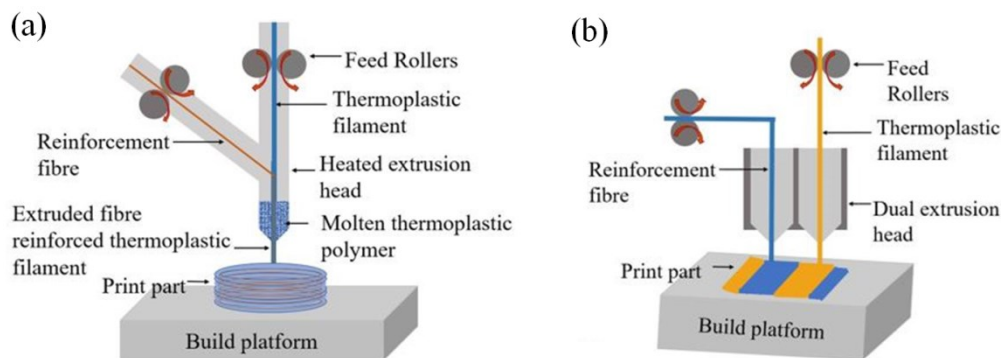 (a)
Feed Rollers
Thermoplastic
filament
Reinforcement
fibre
Heated extrusion
head
Extruded fibre
reinforced thermoplastic
filament
Molten thermoplastic
polymer
Print part
Build platform
(b)
Feed
Rollers
Thermoplastic
filament
Reinforcement
fibre
Dual extrusion
head
Print part
Build platform